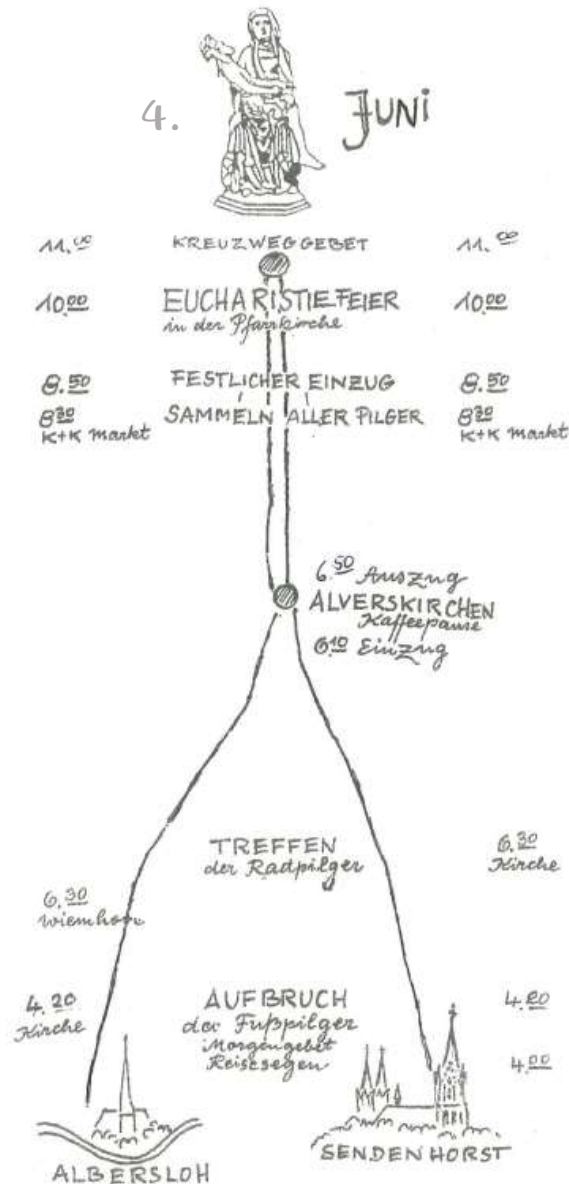 4. JUNI
11.00 KREUZWEGGEBET 11.00
10.00 EUCHARISTIEFEIER 10.00
in der Pfarrkirche
8.50 FESTLICHER EINZUG 8.50
8.30 SAMMELN ALLER PILGER 8.30
K+K Markt K+K Markt
6.50 Auszug
ALVERSKIRCHEN
Kaffeepause
6.10 Einzug
TREFFEN 6.30
der Radpilger Kirche
6.30
4.20 AUFBRUCH 4.20
Kirche der Fußpilger
Morgengebet
Reisesegen 4.00
ALBERSLOH SENDENHORST